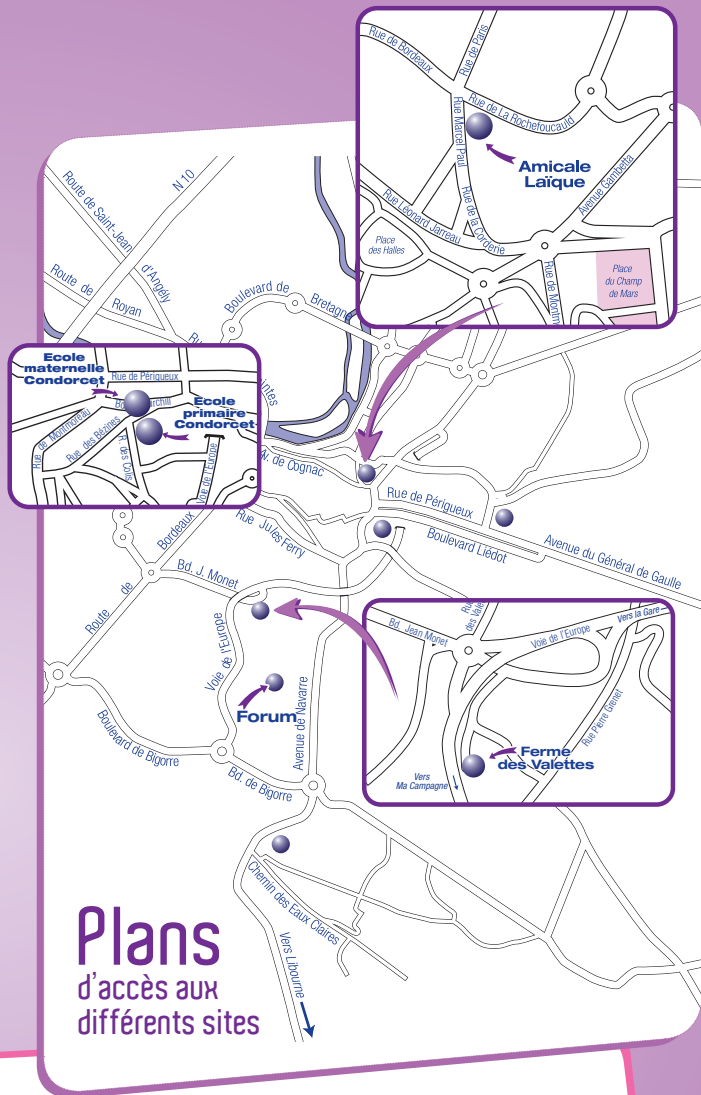 Rue de Bordeaux
Rue de Paris
Rue de La Rochefoucauld
Rue Marcel Paul
Amicale
Laïque
Avenue Gambetta
Rue Léonard Jarreau
Rue de la Corderie
Place
des Halles
Place
du Champ
de Mars
Rue de Montm
N 10
Route de Saint-Jean
d'Angély
Route de
Royan
Boulevard de
Bretagne
Ru
intes
Ecole
maternelle
Condorcet
Rue de Périgueux
Ecole
primaire
Condorcet
Rue de Montmoreau
Rue des Bézines
Voie de l'Europe
Av. de Cognac
Rue de Périgueux
Boulevard Liédot
Avenue du Général de Gaulle
Rue Jules Ferry
Route de
Bordeaux
Bd. J. Monet
Voie de l'Europe
Forum
Avenue de Navarre
Boulevard de Bigorre
Bd. de Bigorre
Ru
des Vale
Bd. Jean Monet
Voie de l'Europe
Vers la Gare
Rue Pierre Grenet
Ferme
des Valettes
Vers
Ma Campagne
Chemin des Eaux Claires
Vers Libourne
Plans
d'accès aux
différents sites